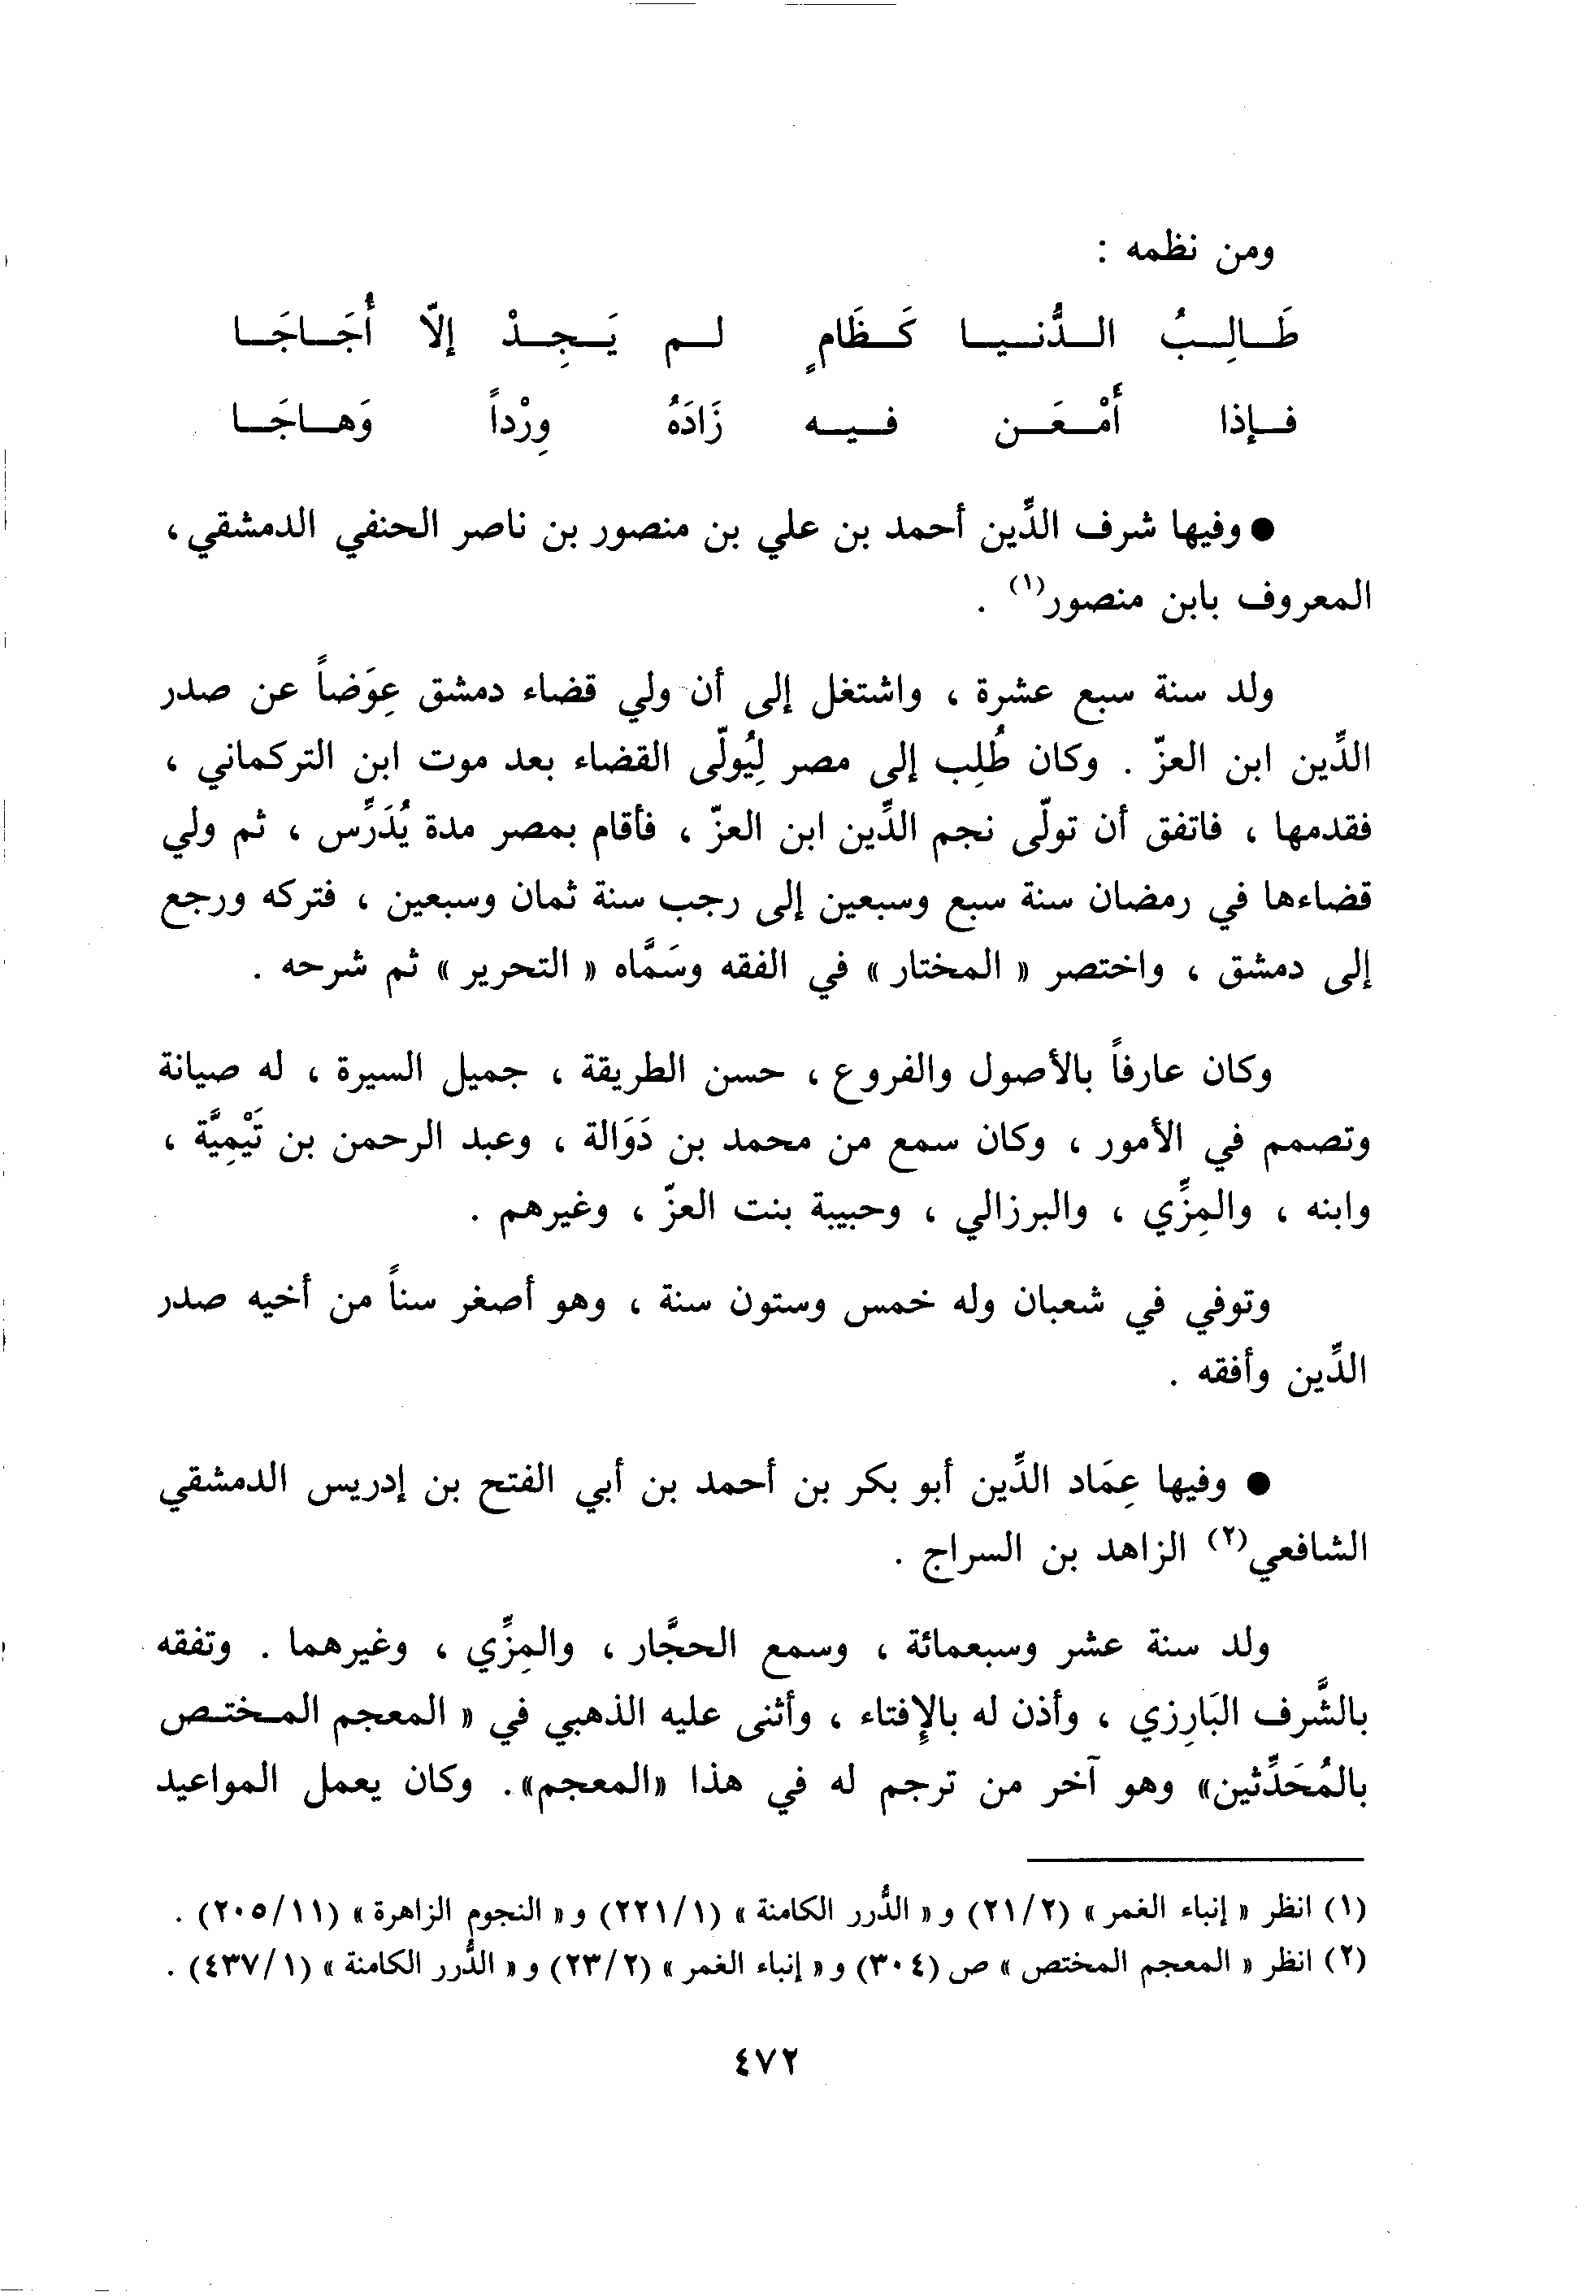 ومن نظمه :
طَالِبُ الدُّنيا كَظَامٍ لم يَجِدْ إلاّ أُجَاجَا
فإذا أَمْعَن فيه زَادَهُ وِرْداً وَهاجَا
● وفيها شرف الدِّين أحمد بن علي بن منصور بن ناصر الحنفي الدمشقي ،
المعروف بابن منصور(١) .
ولد سنة سبع عشرة ، واشتغل إلى أن ولي قضاء دمشق عِوَضاً عن صدر
الدِّين ابن العزّ . وكان طُلِب إلى مصر لِيُولّى القضاء بعد موت ابن التركماني ،
فقدمها ، فاتفق أن تولّى نجم الدِّين ابن العزّ ، فأقام بمصر مدة يُدَرِّس ، ثم ولي
قضاءها في رمضان سنة سبع وسبعين إلى رجب سنة ثمان وسبعين ، فتركه ورجع
إلى دمشق ، واختصر « المختار » في الفقه وسَمَّاه « التحرير » ثم شرحه .
وكان عارفاً بالأصول والفروع ، حسن الطريقة ، جميل السيرة ، له صيانة
وتصمم في الأمور ، وكان سمع من محمد بن دَوَالة ، وعبد الرحمن بن تَيْمِيَّة ،
وابنه ، والمِزِّي ، والبرزالي ، وحبيبة بنت العزّ ، وغيرهم .
وتوفي في شعبان وله خمس وستون سنة ، وهو أصغر سناً من أخيه صدر
الدِّين وأفقه .
● وفيها عِمَاد الدِّين أبو بكر بن أحمد بن أبي الفتح بن إدريس الدمشقي
الشافعي(٢) الزاهد بن السراج .
ولد سنة عشر وسبعمائة ، وسمع الحجَّار ، والمِزِّي ، وغيرهما . وتفقه
بالشَّرف البَارِزي ، وأذن له بالإفتاء ، وأثنى عليه الذهبي في « المعجم المختص
بالمُحَدِّثين» وهو آخر من ترجم له في هذا «المعجم». وكان يعمل المواعيد
(١) انظر « إنباء الغمر » (٢١/٢) و « الدُّرر الكامنة » (٢٢١/١) و « النجوم الزاهرة » (٢٠٥/١١) .
(٢) انظر « المعجم المختص » ص (٣٠٤) و « إنباء الغمر » (٢٣/٢) و « الدُّرر الكامنة » (٤٣٧/١) .
٤٧٢